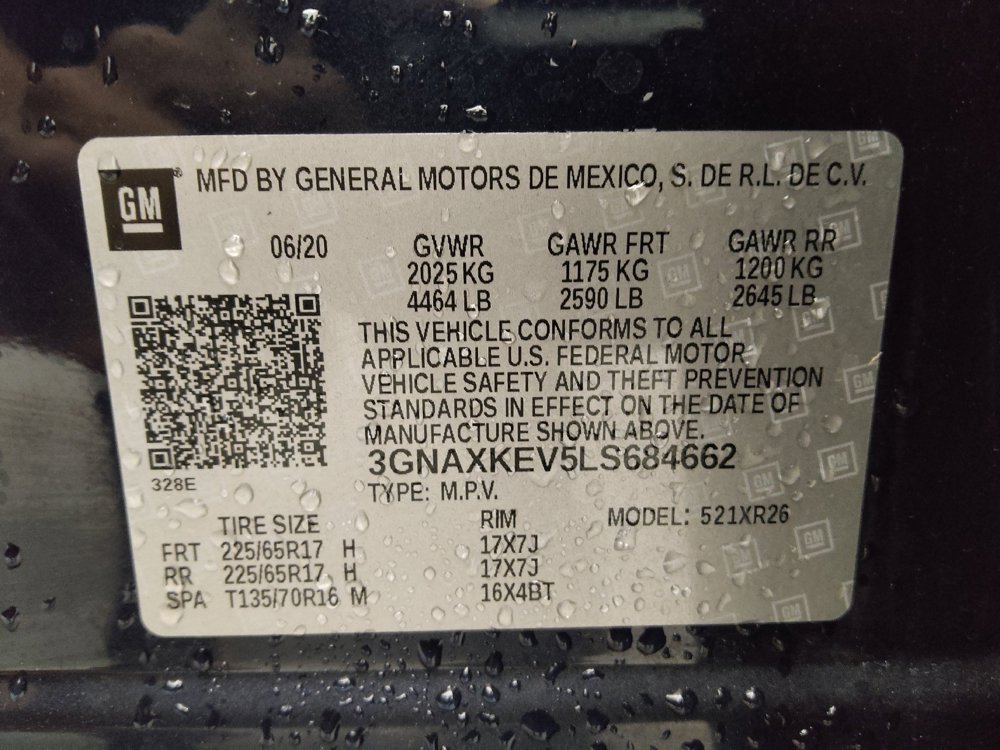 GM
® MFD BY GENERAL MOTORS DE MEXICO, S. DE R.L. DE C.V.
06/20 GVWR GAWR FRT GAWR RR
2025 KG 1175 KG 1200 KG
4464 LB 2590 LB 2645 LB
THIS VEHICLE CONFORMS TO ALL
APPLICABLE U.S. FEDERAL MOTOR
VEHICLE SAFETY AND THEFT PREVENTION
STANDARDS IN EFFECT ON THE DATE OF
MANUFACTURE SHOWN ABOVE.
3GNAXKEV5LS684662
328E
TYPE: M.P.V.
TIRE SIZE RIM MODEL: 521XR26
FRT 225/65R17 H 17X7J
RR 225/65R17 H 17X7J
SPA T135/70R16 M 16X4BT